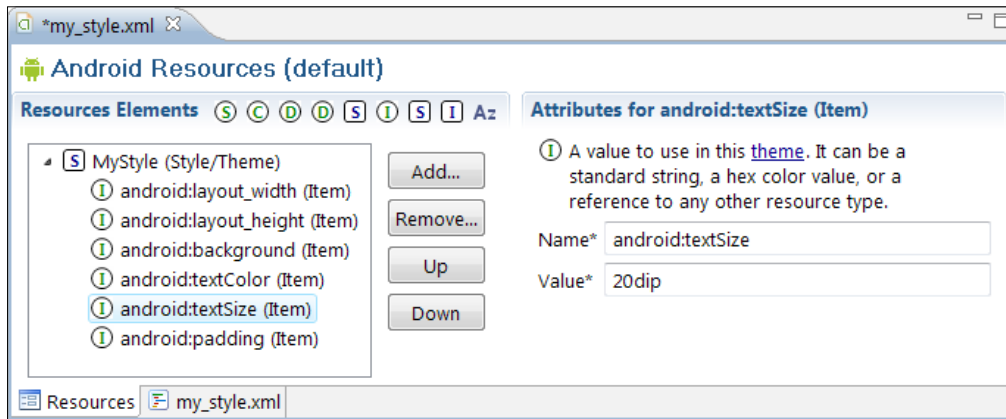 *my_style.xml
Android Resources (default)
Resources Elements S C D D S I S I Az
S MyStyle (Style/Theme)
I android:layout_width (Item)
I android:layout_height (Item)
I android:background (Item)
I android:textColor (Item)
I android:textSize (Item)
I android:padding (Item)
Add...
Remove...
Up
Down
Attributes for android:textSize (Item)
I A value to use in this theme. It can be a
standard string, a hex color value, or a
reference to any other resource type.
Name* android:textSize
Value* 20dip
Resources my_style.xml